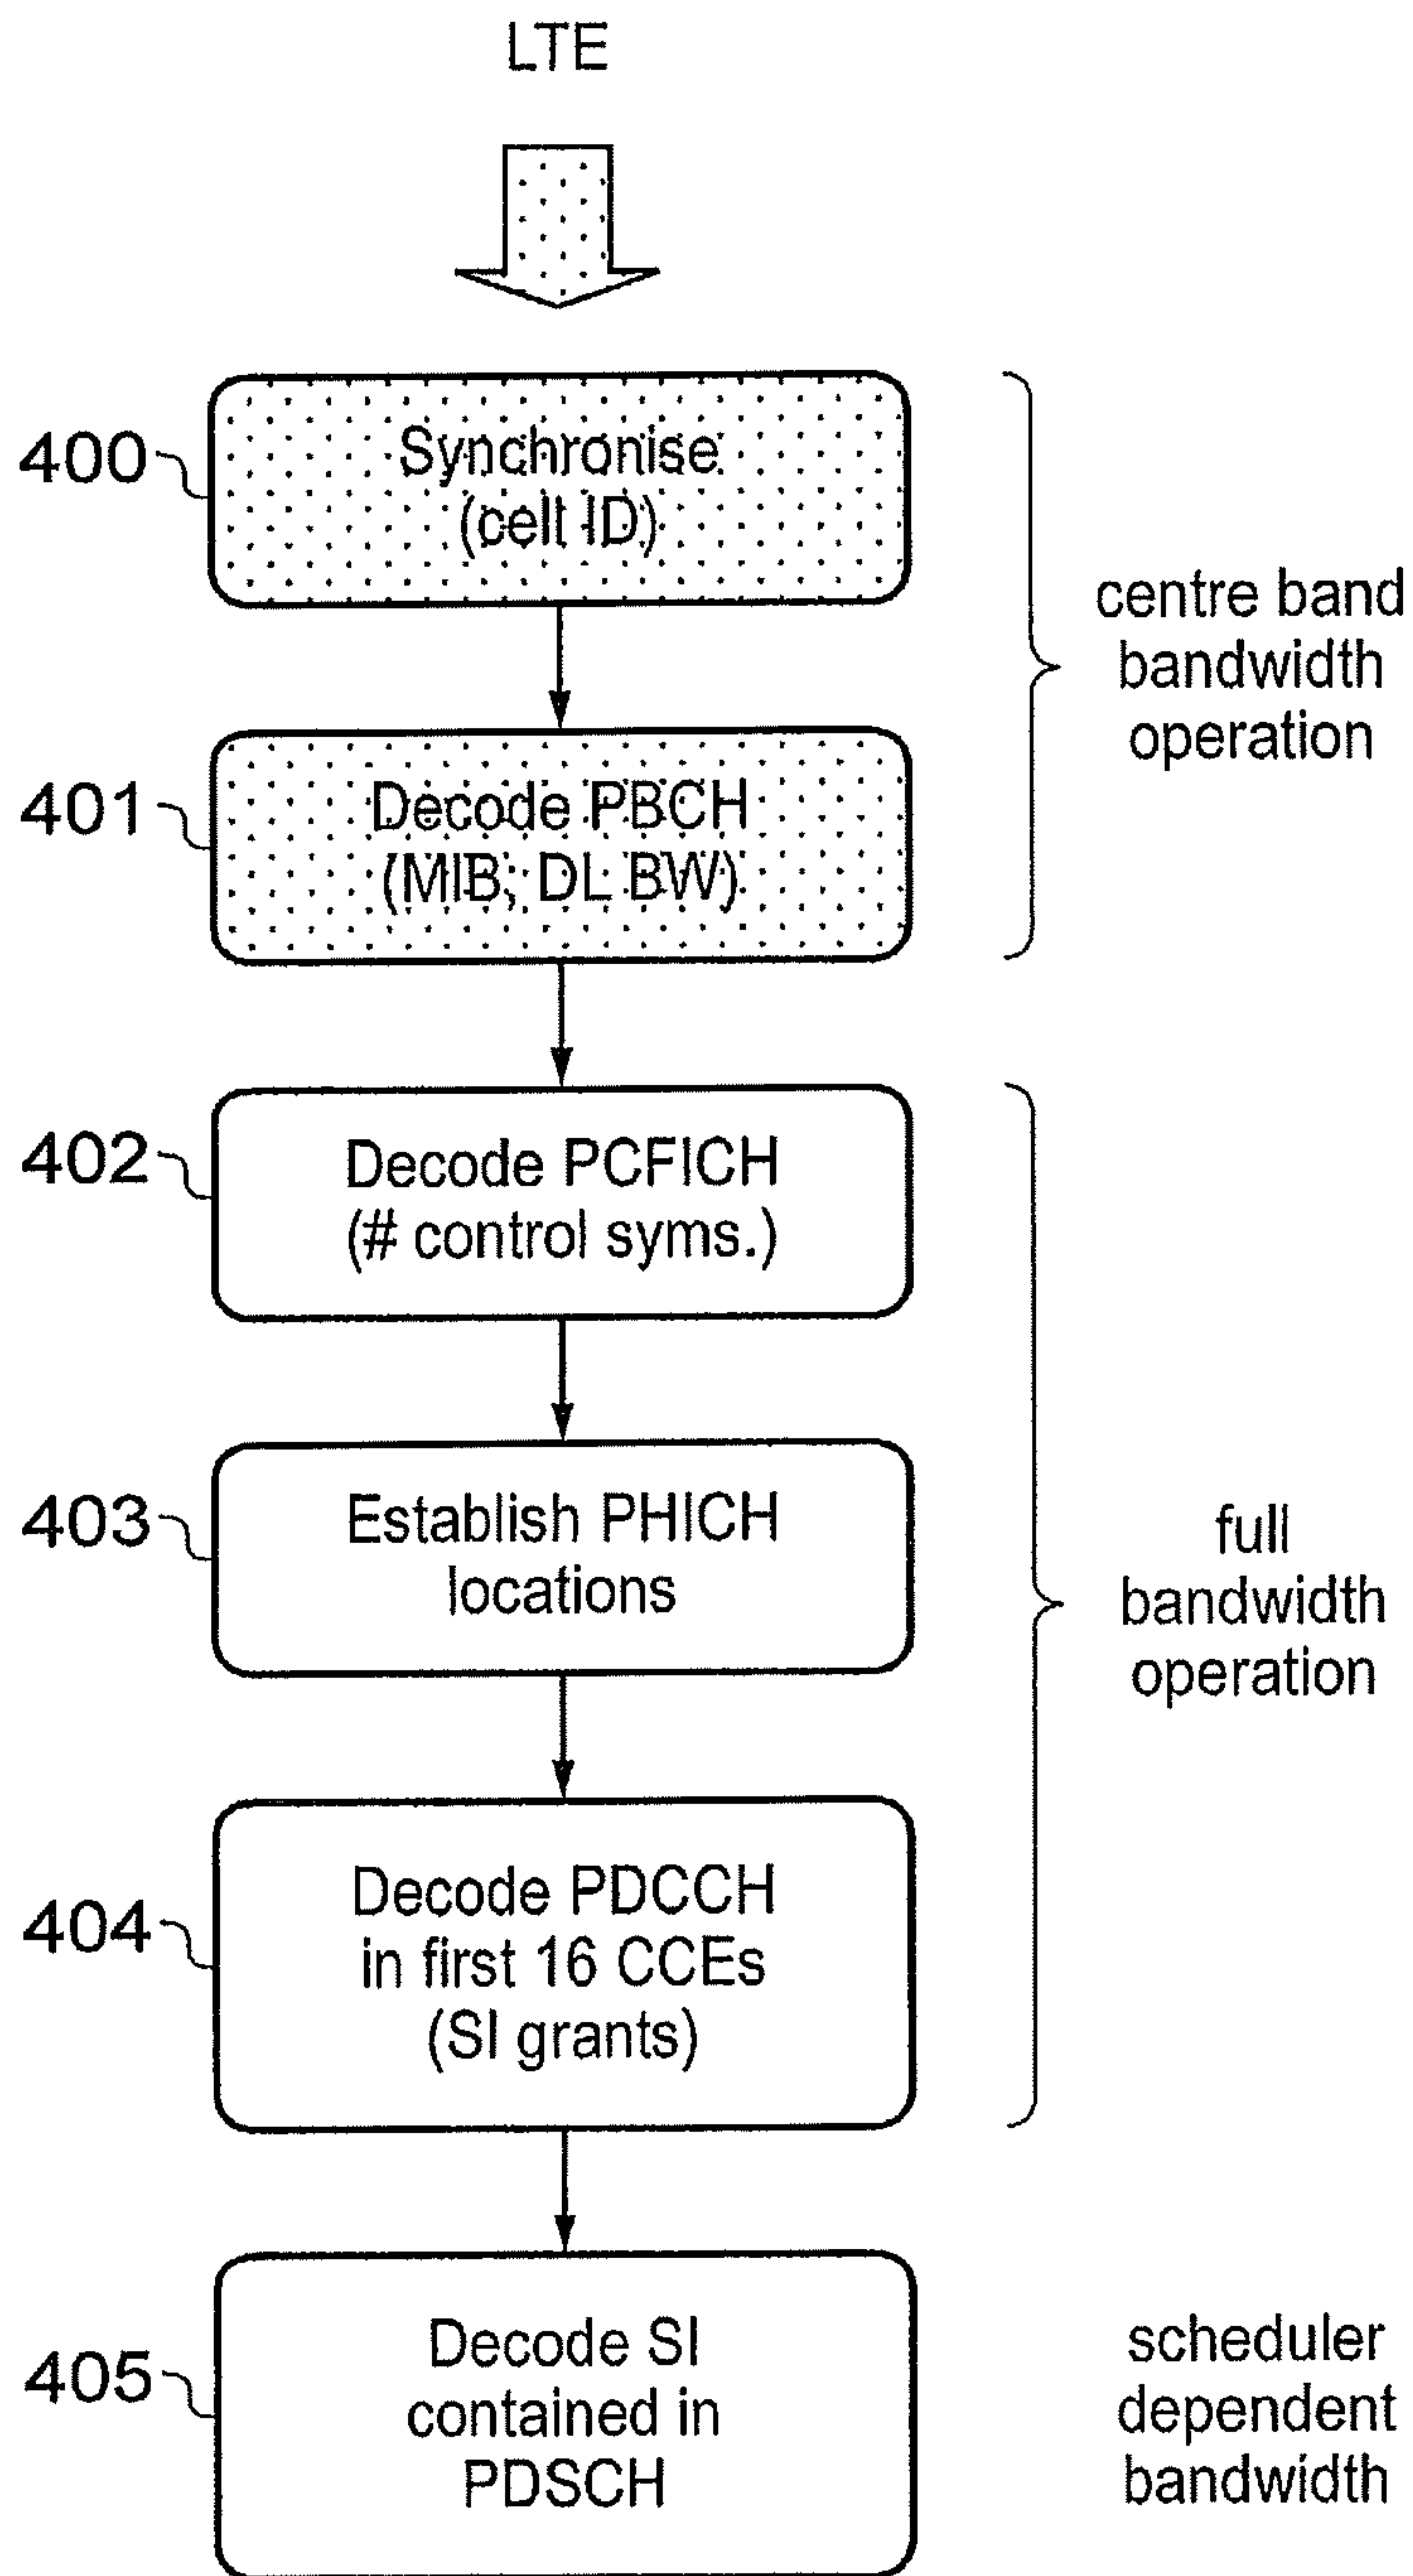 LTE
400
Synchronise
(cell ID)
401
Decode PBCH
(MIB, DL BW)
centre band
bandwidth
operation
402
Decode PCFICH
(# control syms.)
403
Establish PHICH
locations
404
Decode PDCCH
in first 16 CCEs
(SI grants)
full
bandwidth
operation
405
Decode SI
contained in
PDSCH
scheduler
dependent
bandwidth